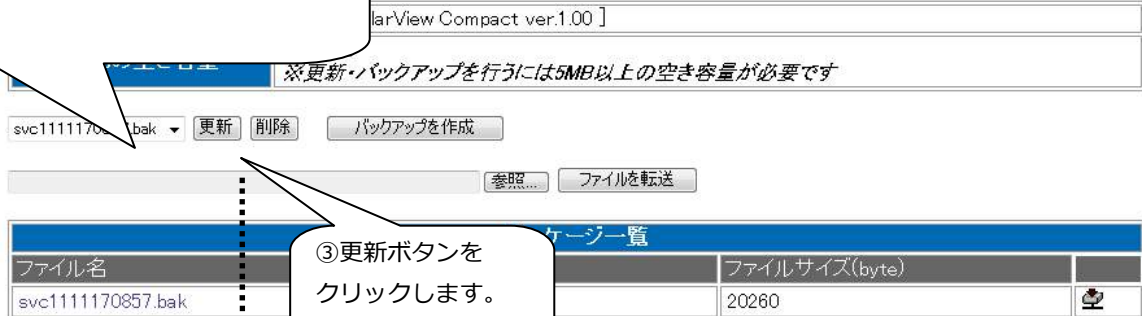 larView Compact ver.1.00 ]
※更新・バックアップを行うには5MB以上の空き容量が必要です
更新 削除 バックアップを作成
参照... ファイルを転送
ケージ一覧
③更新ボタンを
クリックします。
ファイル名 ファイルサイズ(byte)
svc1111170857.bak 20260